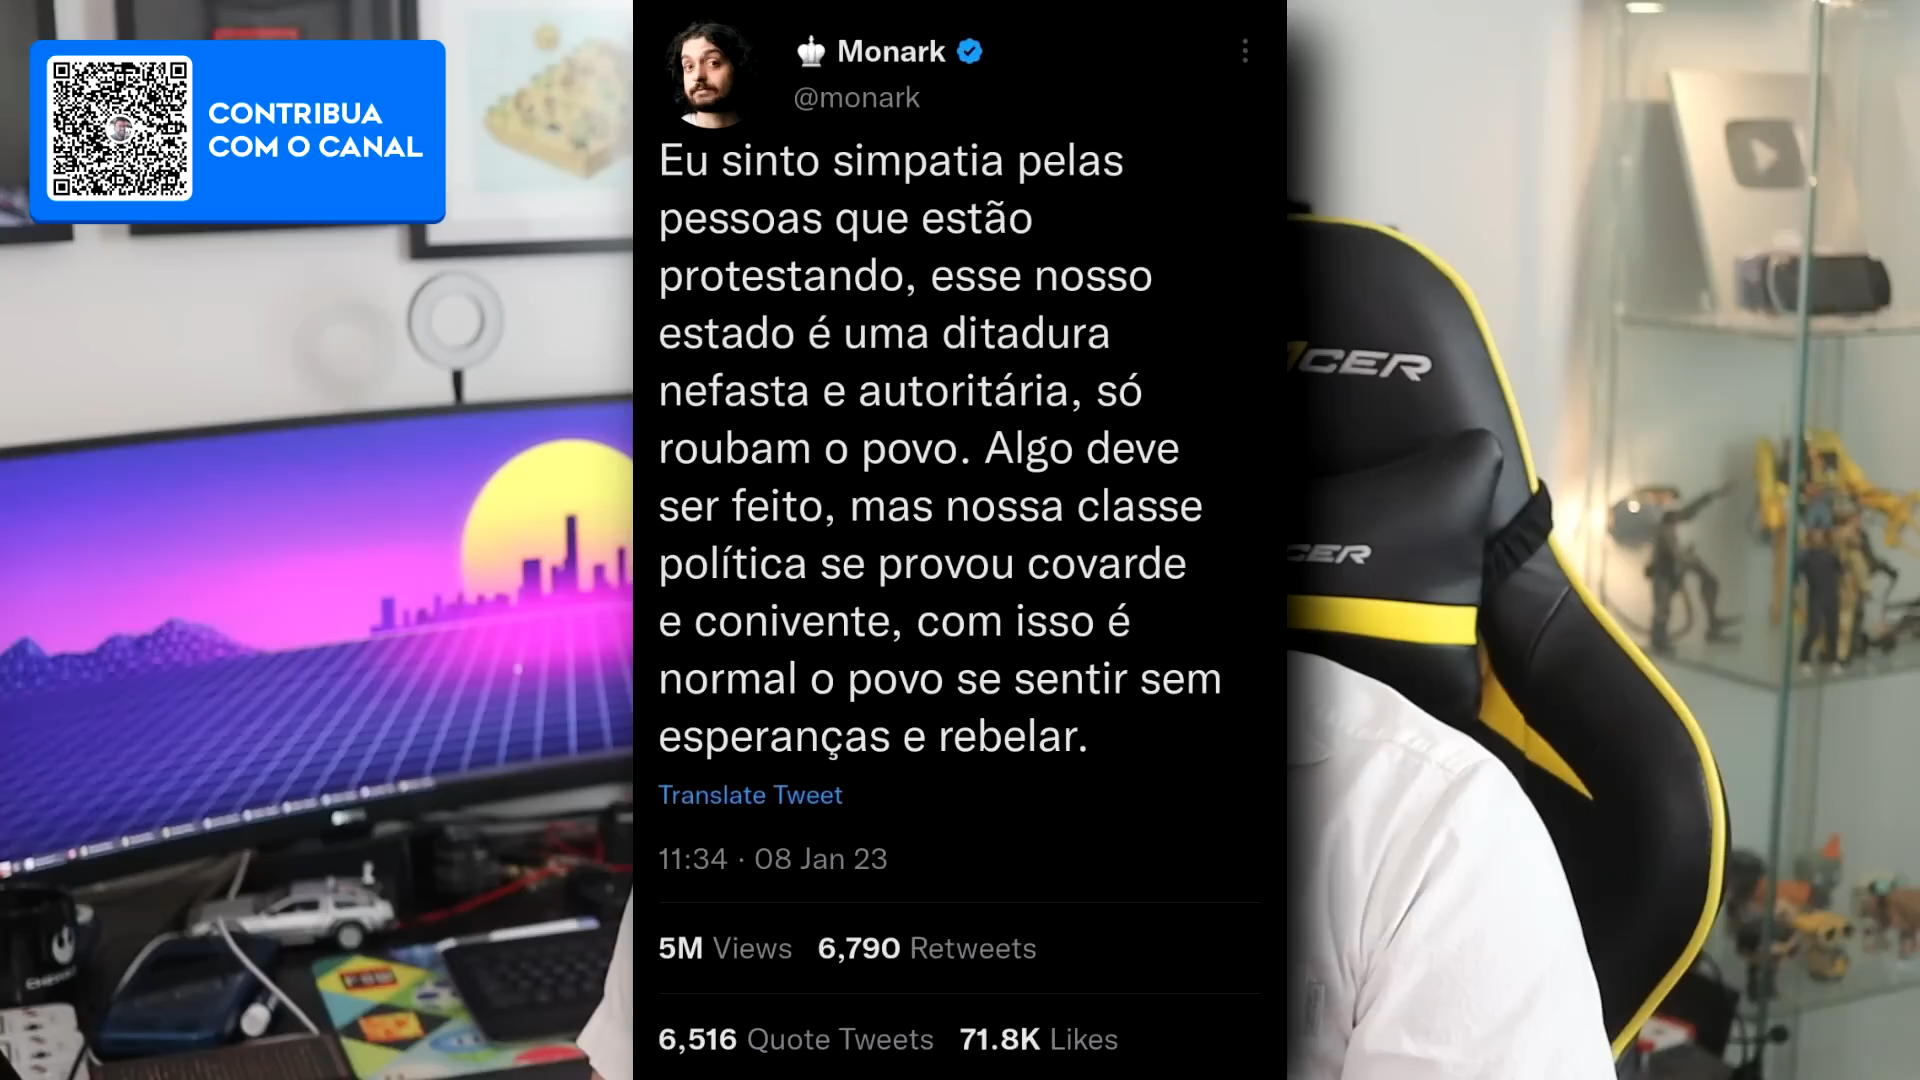 CONTRIBUA
COM O CANAL
Monark
@monark
Eu sinto simpatia pelas
pessoas que estão
protestando, esse nosso
estado é uma ditadura
nefasta e autoritária, só
roubam o povo. Algo deve
ser feito, mas nossa classe
política se provou covarde
e conivente, com isso é
normal o povo se sentir sem
esperanças e rebelar.
Translate Tweet
11:34 · 08 Jan 23
5M Views 6,790 Retweets
6,516 Quote Tweets 71.8K Likes